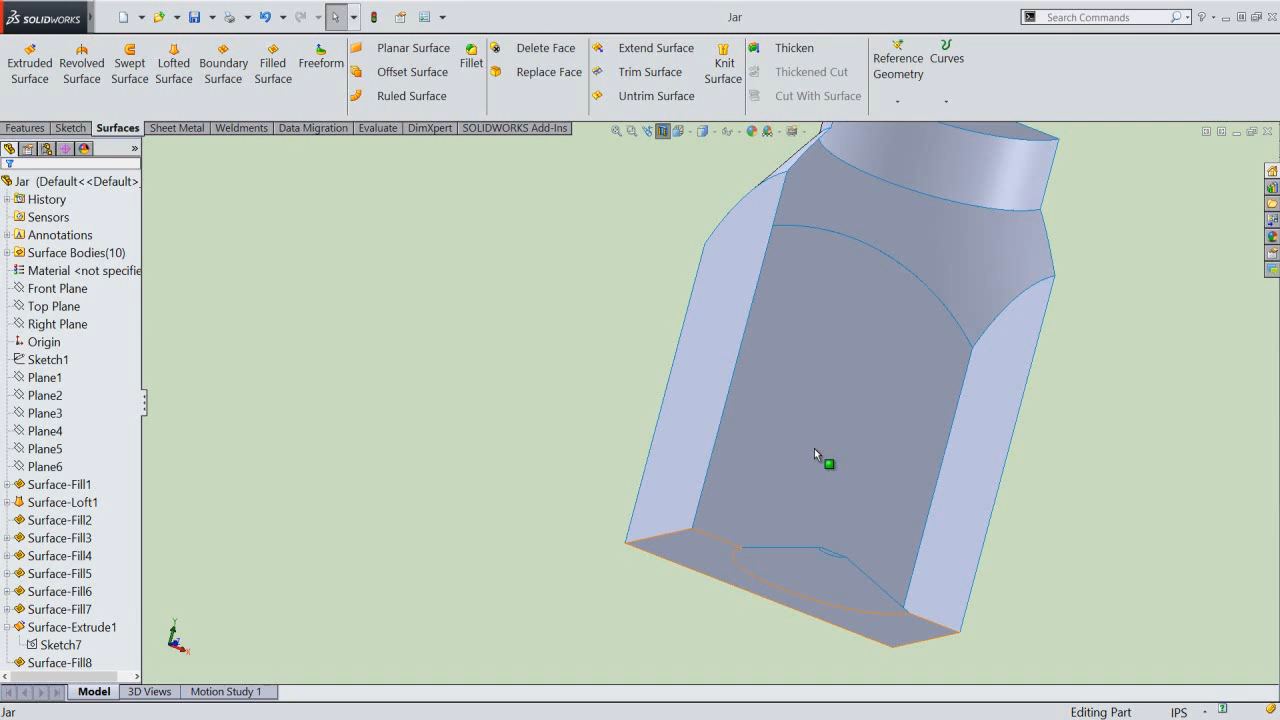 SOLIDWORKS
Jar
Search Commands
Extruded Surface
Revolved Surface
Swept Surface
Lofted Surface
Boundary Surface
Filled Surface
Freeform
Planar Surface
Offset Surface
Ruled Surface
Fillet
Delete Face
Replace Face
Extend Surface
Trim Surface
Untrim Surface
Knit Surface
Thicken
Thickened Cut
Cut With Surface
Reference Geometry
Curves
Features
Sketch
Surfaces
Sheet Metal
Weldments
Data Migration
Evaluate
DimXpert
SOLIDWORKS Add-Ins
Jar (Default<<Default>_
History
Sensors
Annotations
Surface Bodies(10)
Material <not specifie
Front Plane
Top Plane
Right Plane
Origin
Sketch1
Plane1
Plane2
Plane3
Plane4
Plane5
Plane6
Surface-Fill1
Surface-Loft1
Surface-Fill2
Surface-Fill3
Surface-Fill4
Surface-Fill5
Surface-Fill6
Surface-Fill7
Surface-Extrude1
Sketch7
Surface-Fill8
Y
X
Model
3D Views
Motion Study 1
Jar
Editing Part
IPS